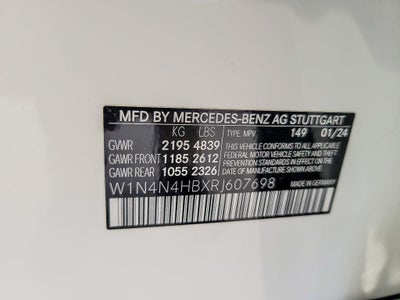 MFD BY MERCEDES-BENZ AG STUTTGART
KG LBS TYPE MPV 149 01/24
GVWR 2195 4839 THIS VEHICLE CONFORMS TO ALL APPLICABLE
GAWR FRONT 1185 2612 FEDERAL MOTOR VEHICLE SAFETY AND
GAWR REAR 1055 2326 THEFT PREVENTION STANDARDS IN EFFECT
ON THE DATE OF MANUFACTURE SHOWN ABOVE.
W1N4N4HBXRJ607698 MADE IN GERMANY